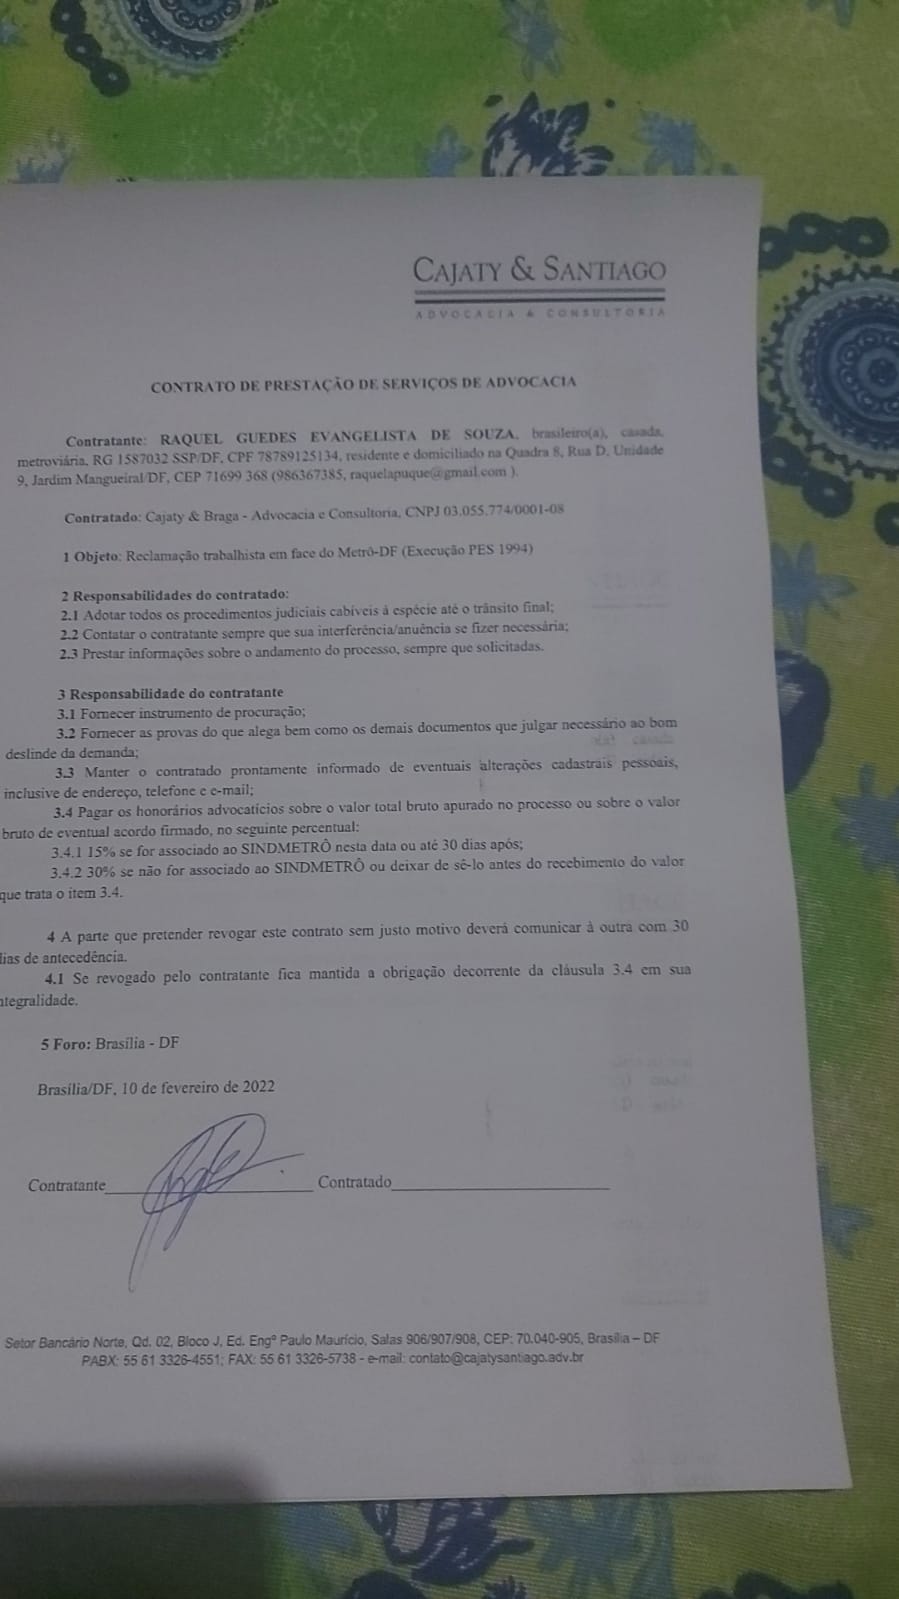 CAJATY & SANTIAGO
ADVOCACIA & CONSULTORIA
CONTRATO DE PRESTAÇÃO DE SERVIÇOS DE ADVOCACIA
Contratante: RAQUEL GUEDES EVANGELISTA DE SOUZA, brasileiro(a), casada,
metroviária, RG 1587032 SSP/DF, CPF 78789125134, residente e domiciliado na Quadra 8, Rua D, Unidade
9, Jardim Mangueiral/DF, CEP 71699 368 (986367385, raquelapuque@gmail.com ).
Contratado: Cajaty & Braga - Advocacia e Consultoria, CNPJ 03.055.774/0001-08
1 Objeto: Reclamação trabalhista em face do Metrô-DF (Execução PES 1994)
2 Responsabilidades do contratado:
2.1 Adotar todos os procedimentos judiciais cabíveis à espécie até o trânsito final;
2.2 Contatar o contratante sempre que sua interferência/anuência se fizer necessária;
2.3 Prestar informações sobre o andamento do processo, sempre que solicitadas.
3 Responsabilidade do contratante
3.1 Fornecer instrumento de procuração;
3.2 Fornecer as provas do que alega bem como os demais documentos que julgar necessário ao bom
deslinde da demanda;
3.3 Manter o contratado prontamente informado de eventuais alterações cadastrais pessoais,
inclusive de endereço, telefone e e-mail;
3.4 Pagar os honorários advocatícios sobre o valor total bruto apurado no processo ou sobre o valor
bruto de eventual acordo firmado, no seguinte percentual:
3.4.1 15% se for associado ao SINDMETRÔ nesta data ou até 30 dias após;
3.4.2 30% se não for associado ao SINDMETRÔ ou deixar de sê-lo antes do recebimento do valor
que trata o item 3.4.
4 A parte que pretender revogar este contrato sem justo motivo deverá comunicar à outra com 30
dias de antecedência.
4.1 Se revogado pelo contratante fica mantida a obrigação decorrente da cláusula 3.4 em sua
ntegralidade.
5 Foro: Brasília - DF
Brasília/DF, 10 de fevereiro de 2022
Contratante Contratado
Setor Bancário Norte, Qd. 02, Bloco J, Ed. Engº Paulo Maurício, Salas 906/907/908, CEP: 70.040-905, Brasília – DF
PABX: 55 61 3326-4551; FAX: 55 61 3326-5738 - e-mail: contato@cajatysantiago.adv.br